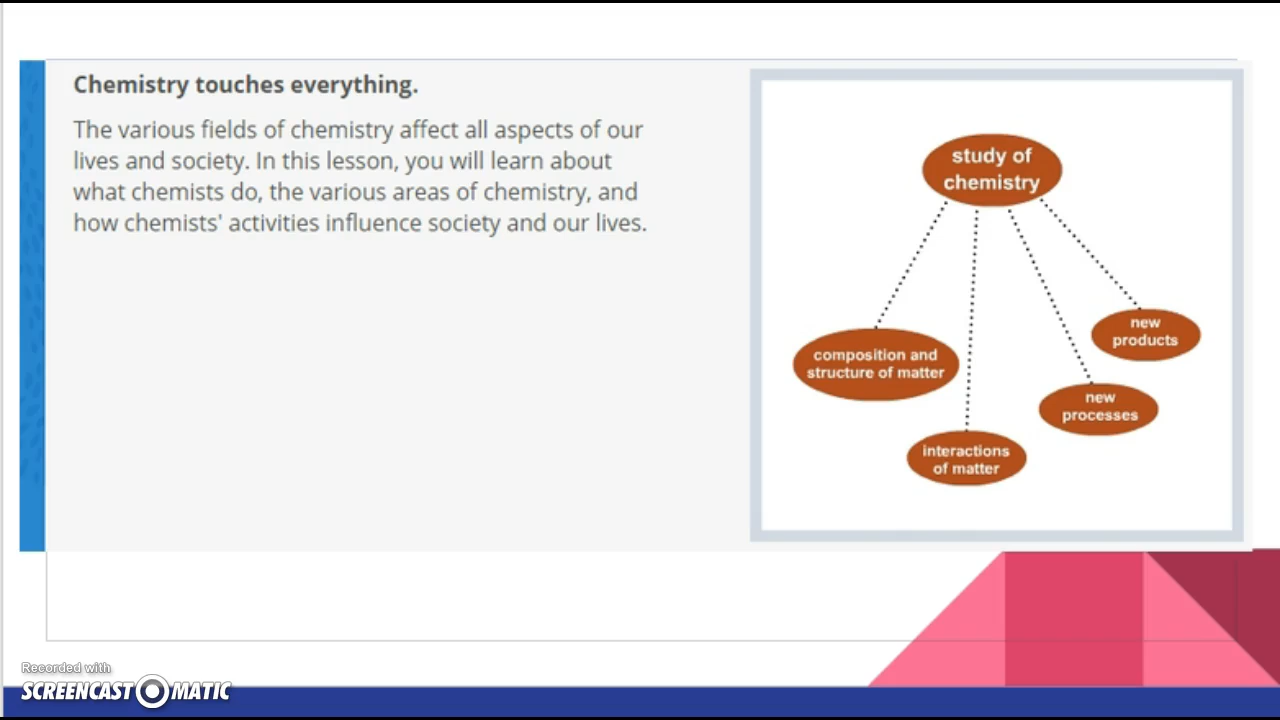 Chemistry touches everything.
The various fields of chemistry affect all aspects of our
lives and society. In this lesson, you will learn about
what chemists do, the various areas of chemistry, and
how chemists' activities influence society and our lives.
study of
chemistry
new
products
composition and
structure of matter
new
processes
interactions
of matter
Recorded with
SCREENCAST MATIC